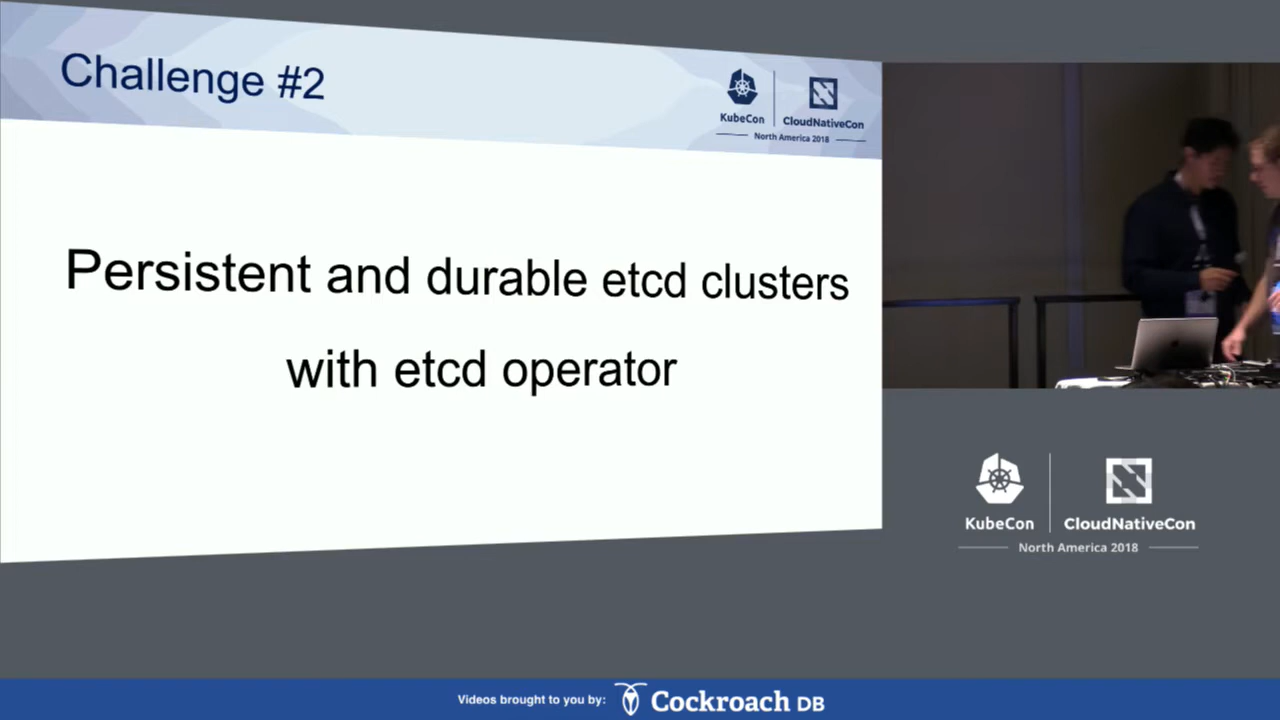 Challenge #2
KubeCon
CloudNativeCon
North America 2018
Persistent and durable etcd clusters
with etcd operator
KubeCon
CloudNativeCon
North America 2018
Videos brought to you by:
Cockroach DB